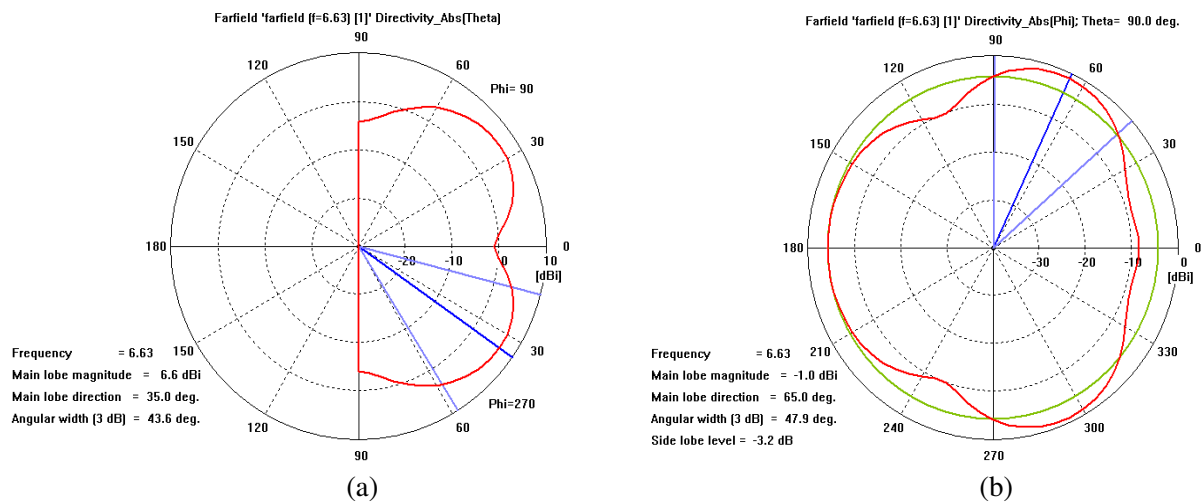 Farfield 'farfield (f=6.63) [1]' Directivity_Abs(Theta)
90
120
60
Phi= 90
150
30
180
-20
-10
0
10
0
[dBi]
150
30
120
60
Phi=270
90
Frequency = 6.63
Main lobe magnitude = 6.6 dBi
Main lobe direction = 35.0 deg.
Angular width (3 dB) = 43.6 deg.
(a)
Farfield 'farfield (f=6.63) [1]' Directivity_Abs(Phi); Theta= 90.0 deg.
90
120
60
150
30
180
-30
-20
-10
0
0
[dBi]
210
330
240
300
270
Frequency = 6.63
Main lobe magnitude = -1.0 dBi
Main lobe direction = 65.0 deg.
Angular width (3 dB) = 47.9 deg.
Side lobe level = -3.2 dB
(b)